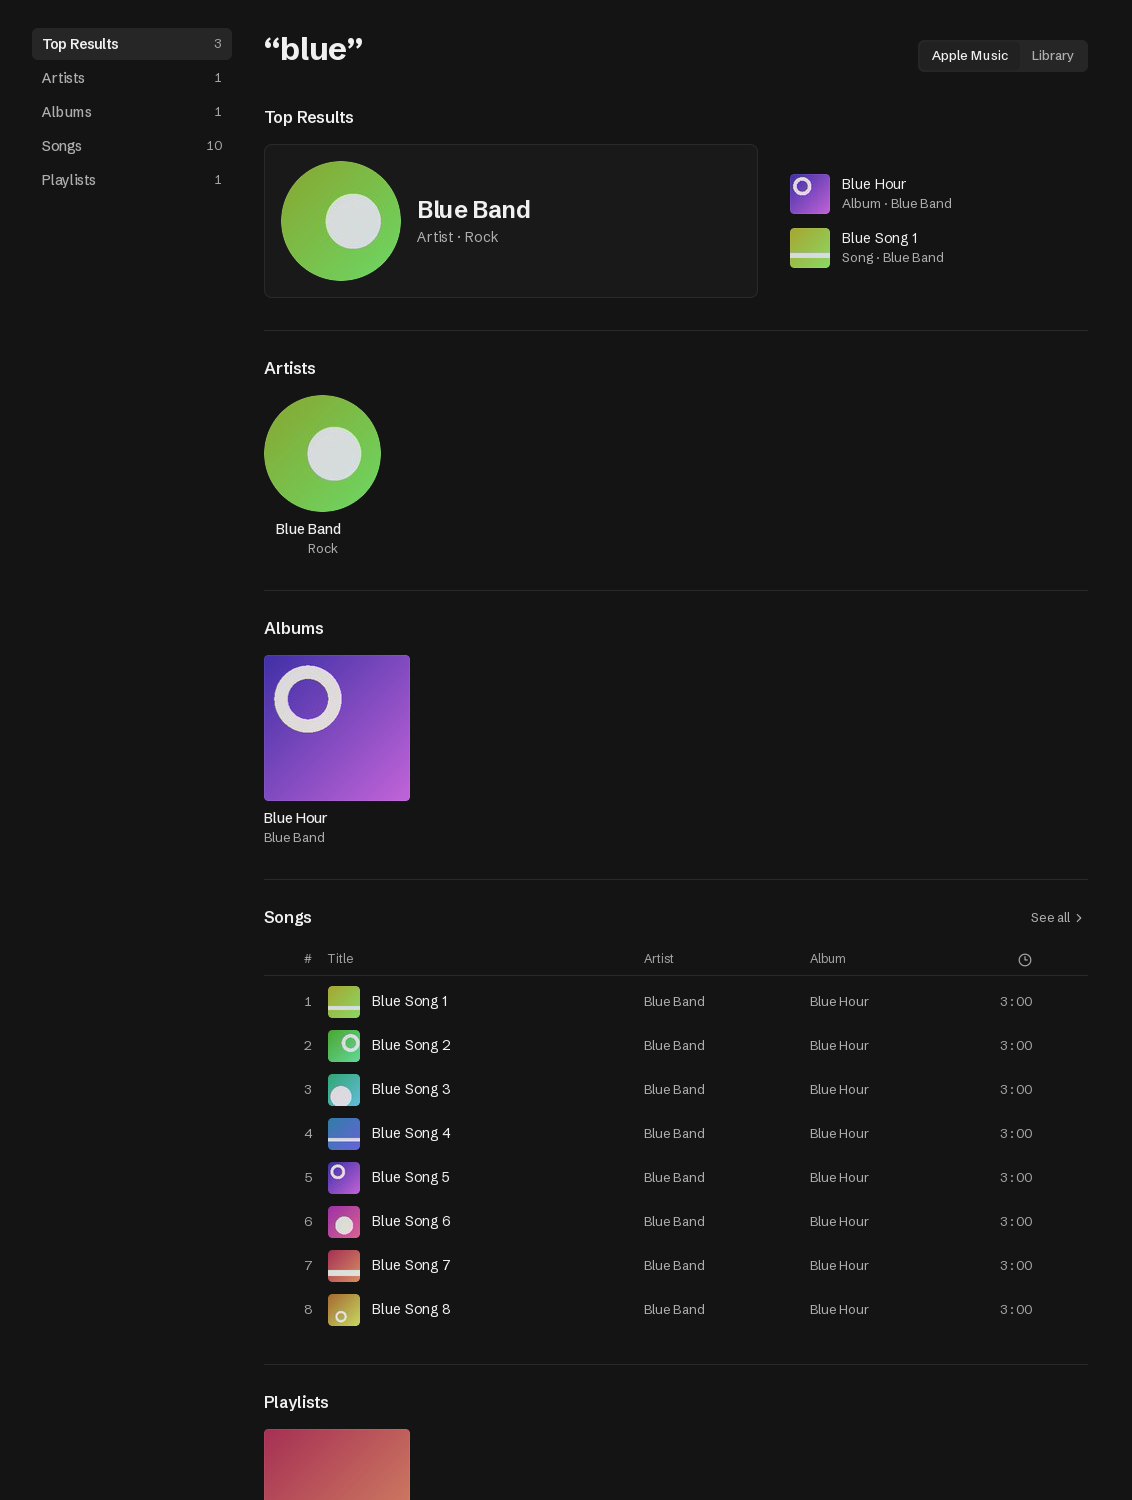 Top Results 3
Artists 1
Albums 1
Songs 10
Playlists 1
“blue”
Apple Music Library
Top Results
Blue Band
Artist · Rock
Blue Hour
Album · Blue Band
Blue Song 1
Song · Blue Band
Artists
Blue Band
Rock
Albums
Blue Hour
Blue Band
Songs See all
# Title Artist Album
1 Blue Song 1 Blue Band Blue Hour 3:00
2 Blue Song 2 Blue Band Blue Hour 3:00
3 Blue Song 3 Blue Band Blue Hour 3:00
4 Blue Song 4 Blue Band Blue Hour 3:00
5 Blue Song 5 Blue Band Blue Hour 3:00
6 Blue Song 6 Blue Band Blue Hour 3:00
7 Blue Song 7 Blue Band Blue Hour 3:00
8 Blue Song 8 Blue Band Blue Hour 3:00
Playlists